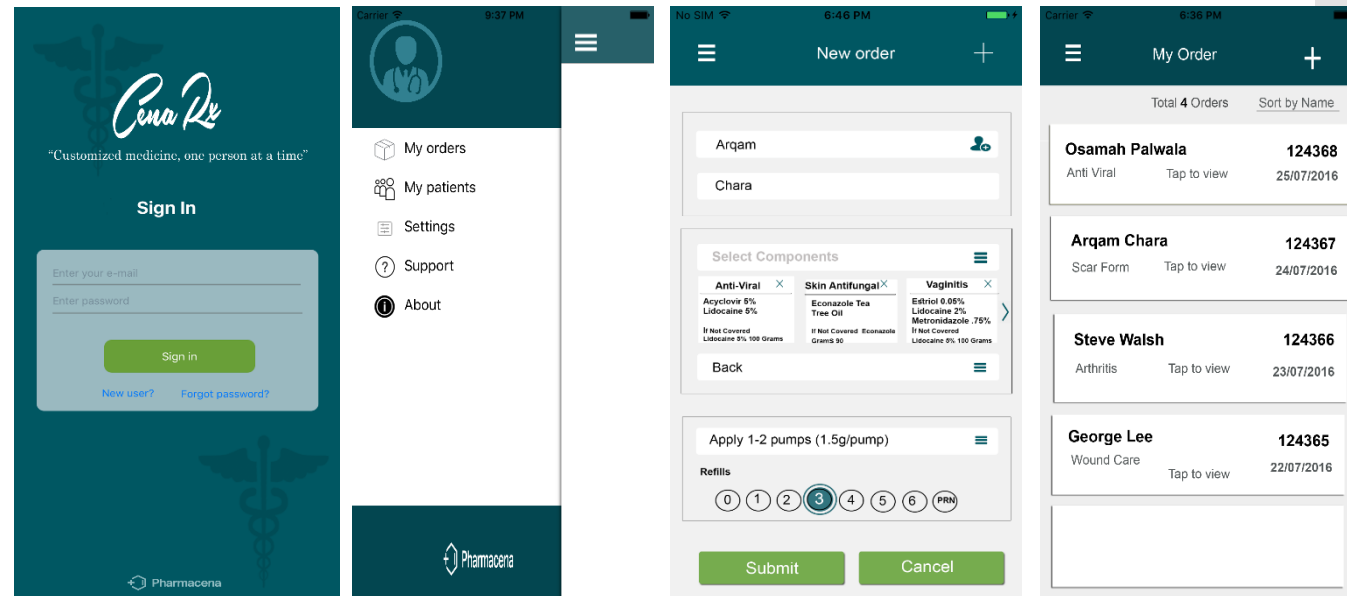 Cena Rx
“Customized medicine, one person at a time”
Sign In
Enter your e-mail
Enter password
Sign in
New user? Forgot password?
Pharmacena
Carrier 9:37 PM
My orders
My patients
Settings
Support
About
Pharmacena
No SIM 6:46 PM
New order
Arqam
Chara
Select Components
Anti-Viral X
Acyclovir 5%
Lidocaine 5%
If Not Covered
Lidocaine 5% 100 Grams
Skin Antifungal X
Econazole Tea
Tree Oil
If Not Covered Econazole
GramS 90
Vaginitis X
Estriol 0.05%
Lidocaine 2%
Metronidazole .75%
If Not Covered
Lidocaine 5% 100 Grams
Back
Apply 1-2 pumps (1.5g/pump)
Refills
0 1 2 3 4 5 6 PRN
Submit Cancel
Carrier 6:36 PM
My Order
Total 4 Orders Sort by Name
Osamah Palwala 124368
Anti Viral Tap to view 25/07/2016
Arqam Chara 124367
Scar Form Tap to view 24/07/2016
Steve Walsh 124366
Arthritis Tap to view 23/07/2016
George Lee 124365
Wound Care Tap to view 22/07/2016